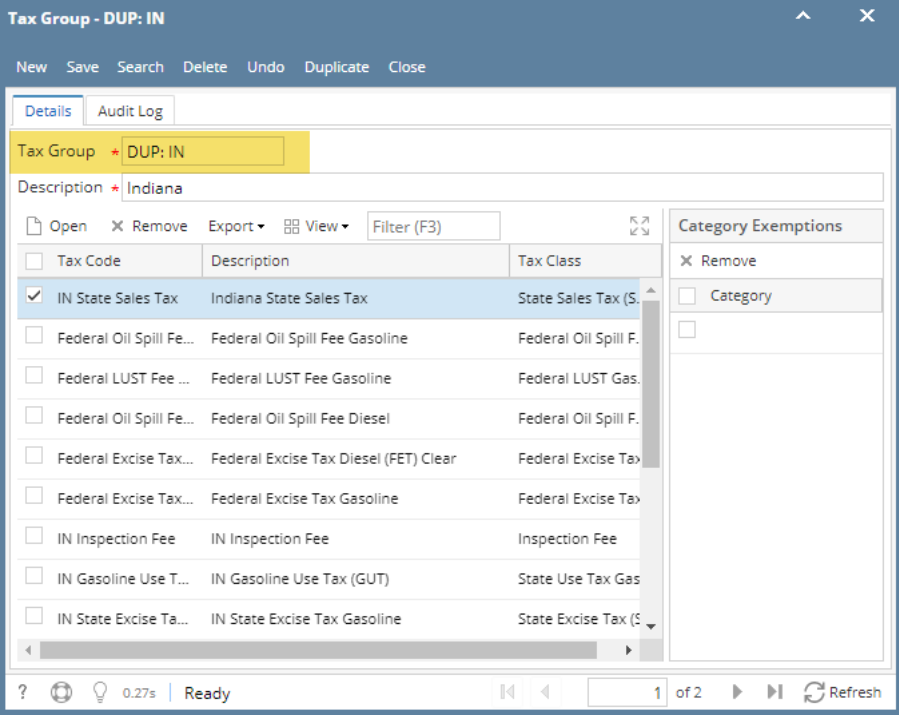 Tax Group - DUP: IN
New Save Search Delete Undo Duplicate Close
Details Audit Log
Tax Group * DUP: IN
Description * Indiana
Open Remove Export View Filter (F3)
Tax Code Description Tax Class
IN State Sales Tax Indiana State Sales Tax State Sales Tax (S.
Federal Oil Spill Fe... Federal Oil Spill Fee Gasoline Federal Oil Spill F.
Federal LUST Fee ... Federal LUST Fee Gasoline Federal LUST Gas.
Federal Oil Spill Fe... Federal Oil Spill Fee Diesel Federal Oil Spill F.
Federal Excise Tax... Federal Excise Tax Diesel (FET) Clear Federal Excise Tax
Federal Excise Tax... Federal Excise Tax Gasoline Federal Excise Tax
IN Inspection Fee IN Inspection Fee Inspection Fee
IN Gasoline Use T... IN Gasoline Use Tax (GUT) State Use Tax Gas
IN State Excise Ta... IN State Excise Tax Gasoline State Excise Tax (S
Category Exemptions
Remove
Category
? 0.27s Ready 1 of 2 Refresh